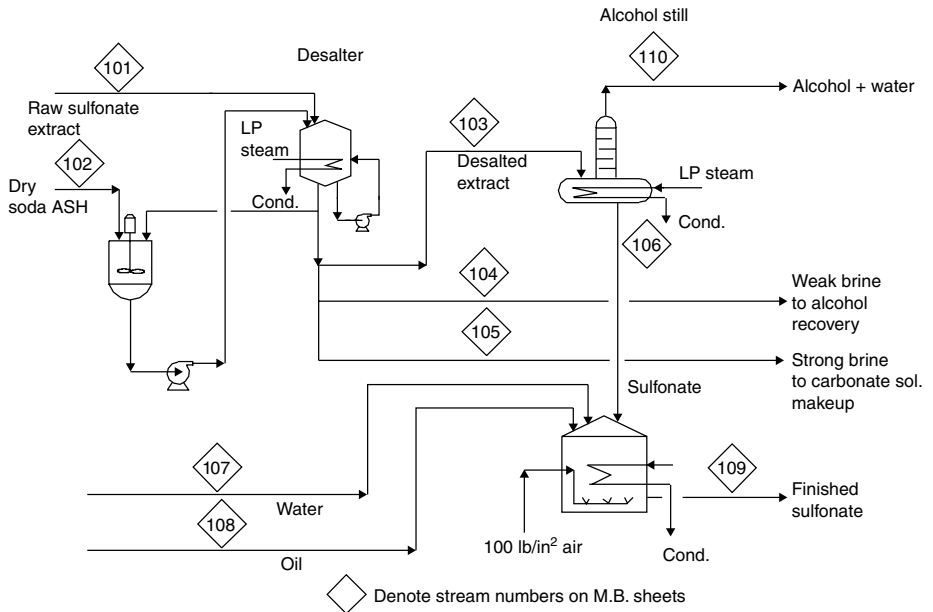 Alcohol still
101
Desalter
110
Alcohol + water
Raw sulfonate
extract
103
LP
steam
102
Desalted
extract
LP steam
Dry
soda ASH
Cond.
Cond.
106
104
Weak brine
to alcohol
recovery
105
Strong brine
to carbonate sol.
makeup
Sulfonate
107
109
Water
Finished
sulfonate
108
100 lb/in² air
Cond.
Oil
Denote stream numbers on M.B. sheets